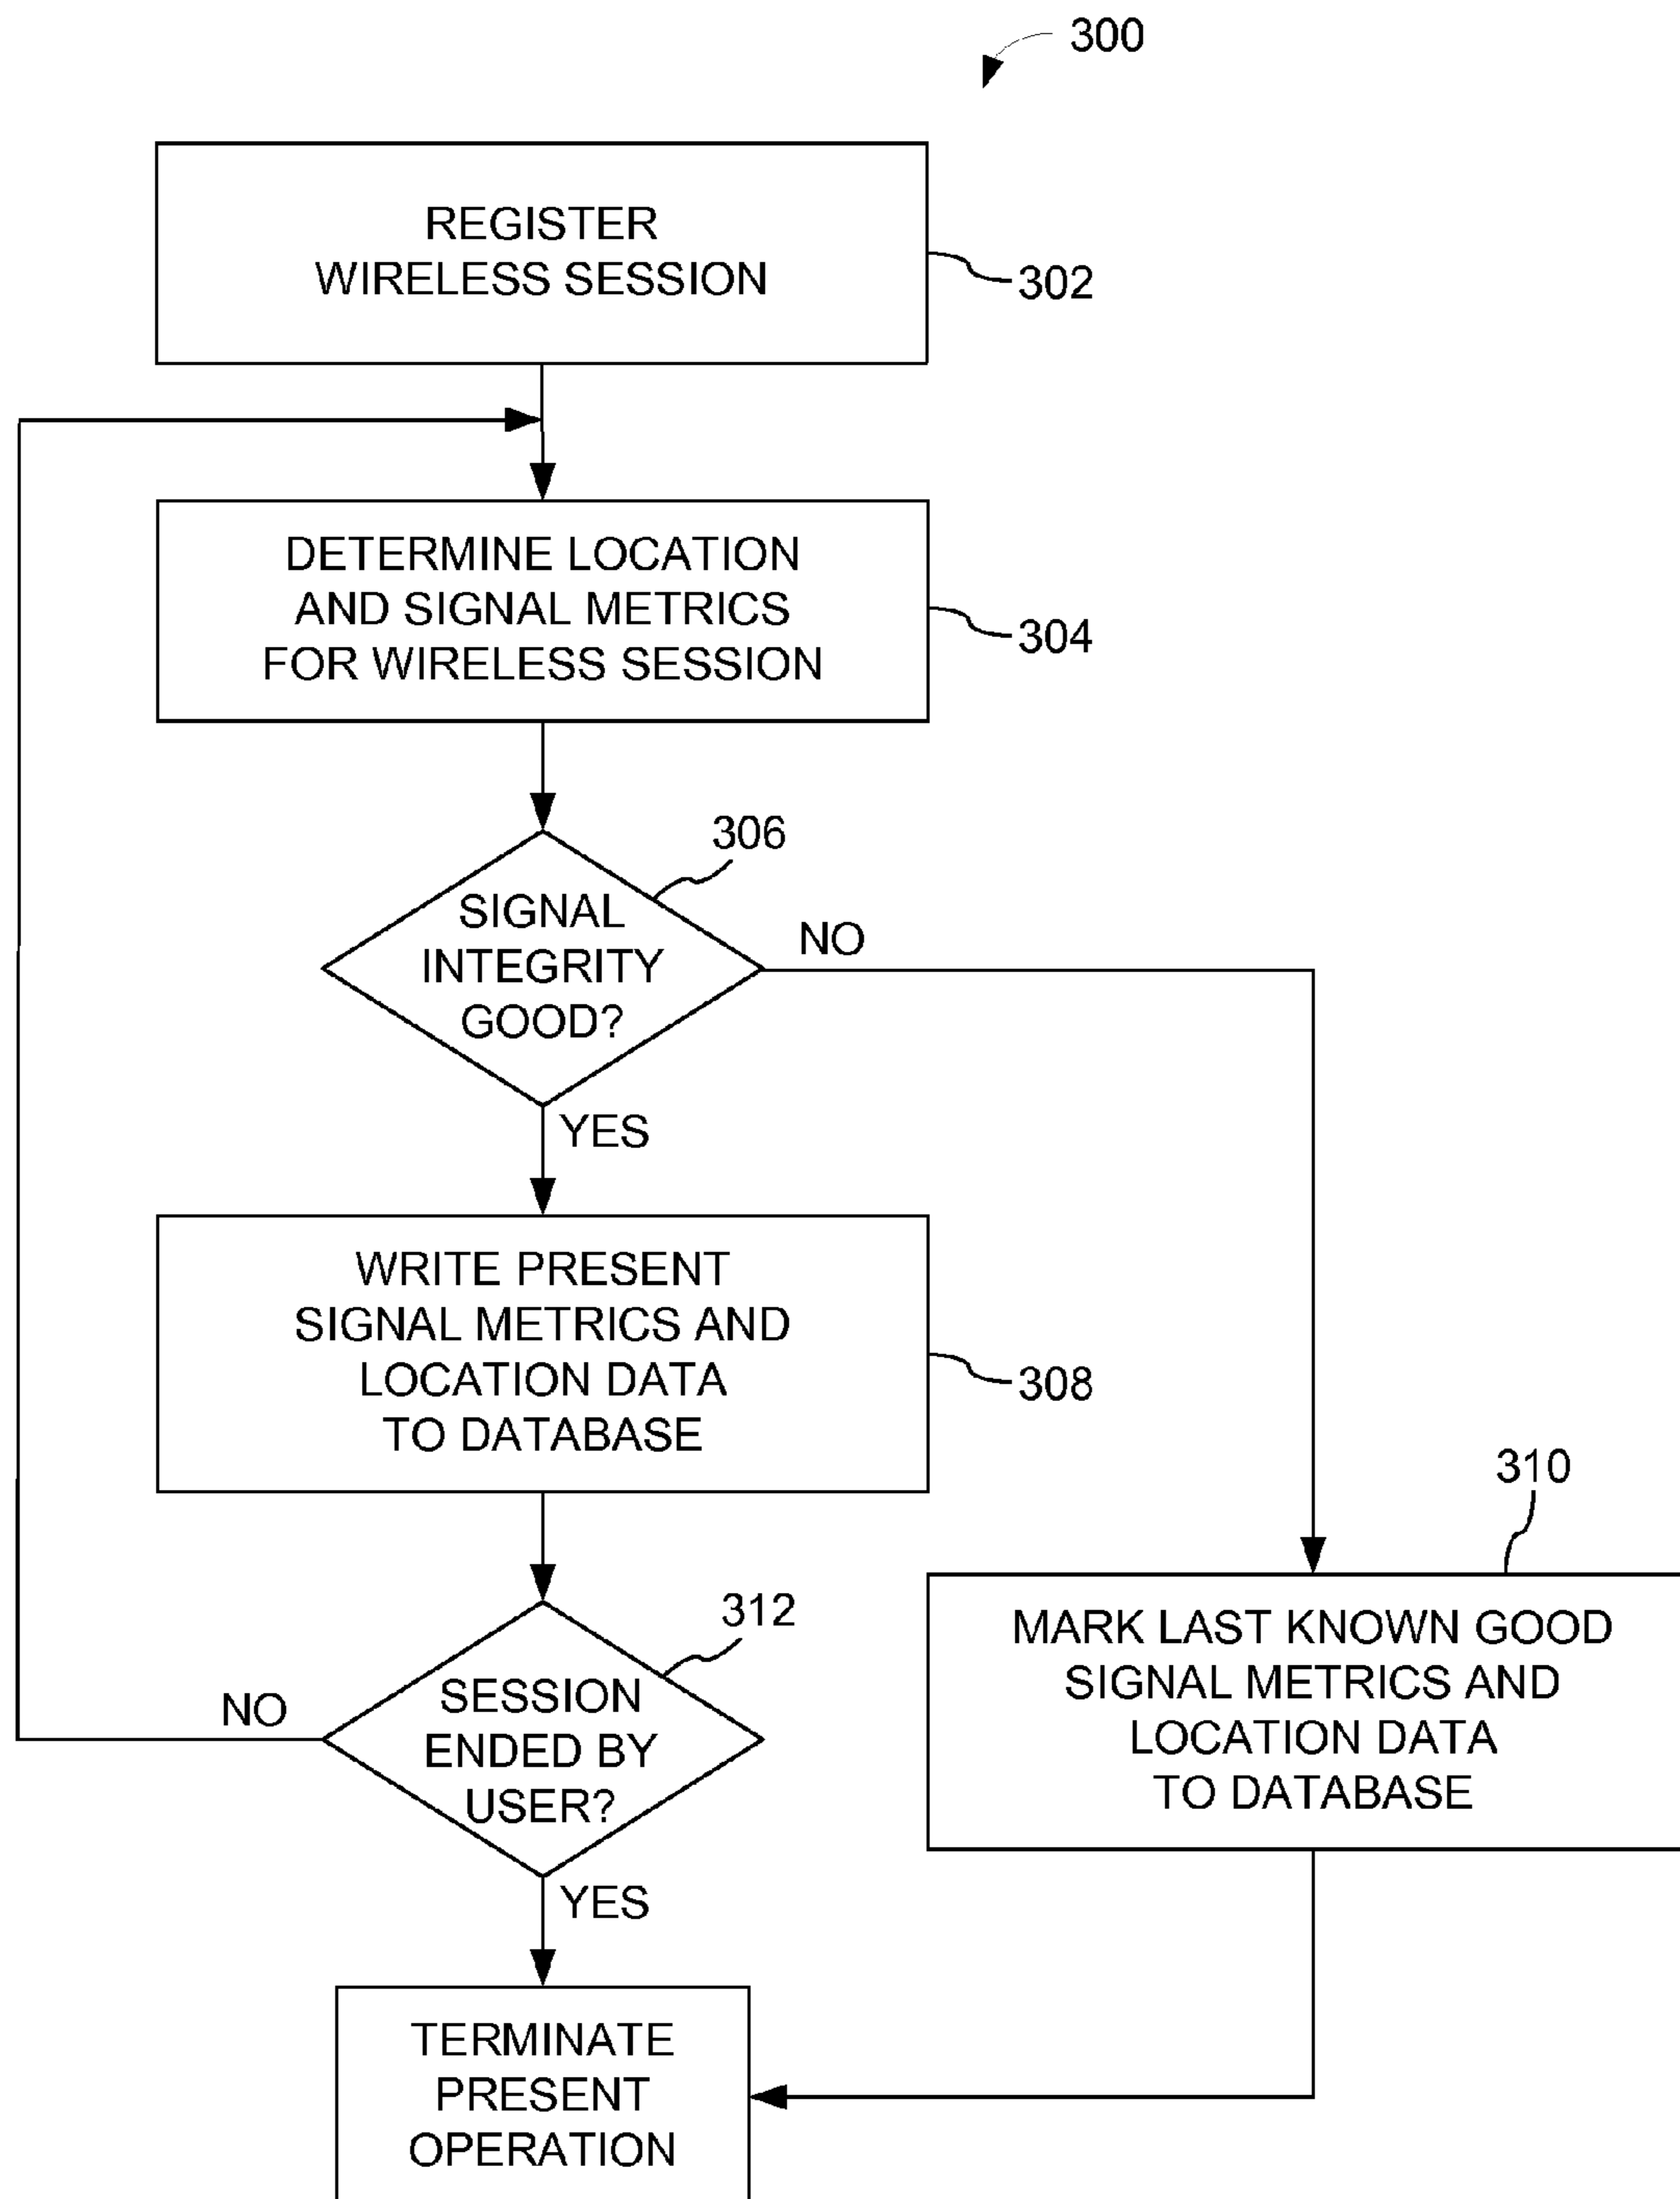 300
REGISTER
WIRELESS SESSION
302
DETERMINE LOCATION
AND SIGNAL METRICS
FOR WIRELESS SESSION
304
306
SIGNAL
INTEGRITY
GOOD?
NO
YES
WRITE PRESENT
SIGNAL METRICS AND
LOCATION DATA
TO DATABASE
308
310
MARK LAST KNOWN GOOD
SIGNAL METRICS AND
LOCATION DATA
TO DATABASE
312
SESSION
ENDED BY
USER?
NO
YES
TERMINATE
PRESENT
OPERATION